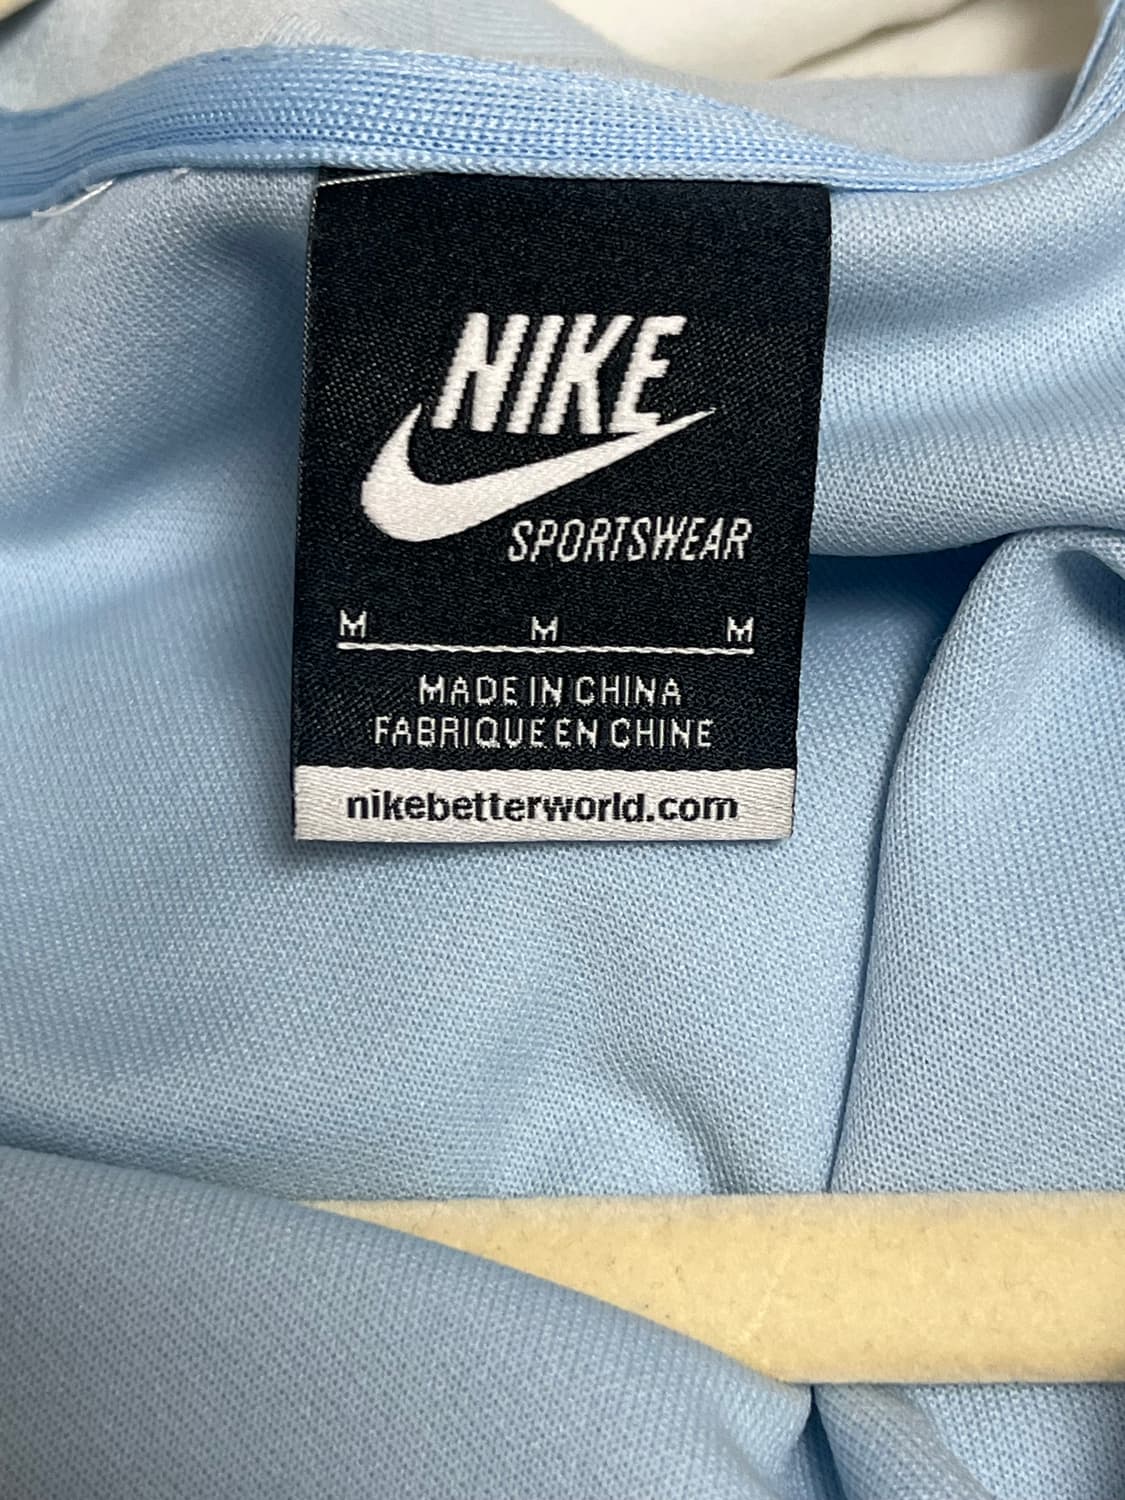 NIKE
SPORTSWEAR
M M M
MADE IN CHINA
FABRIQUE EN CHINE
nikebetterworld.com